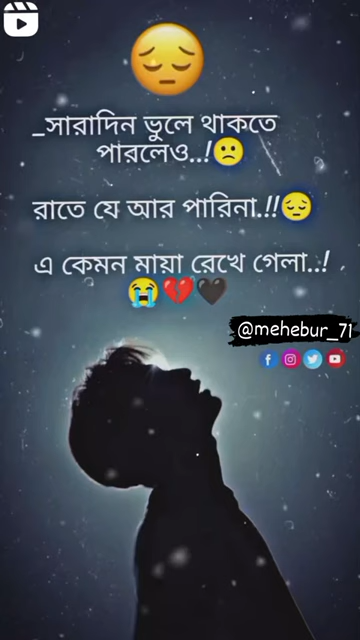 _সারাদিন ভুলে থাকতে
পারলেও..!🙁
রাতে যে আর পারিনা.!!😔
এ কেমন মায়া রেখে গেলা..!
😭💔🖤
@mehebur_71